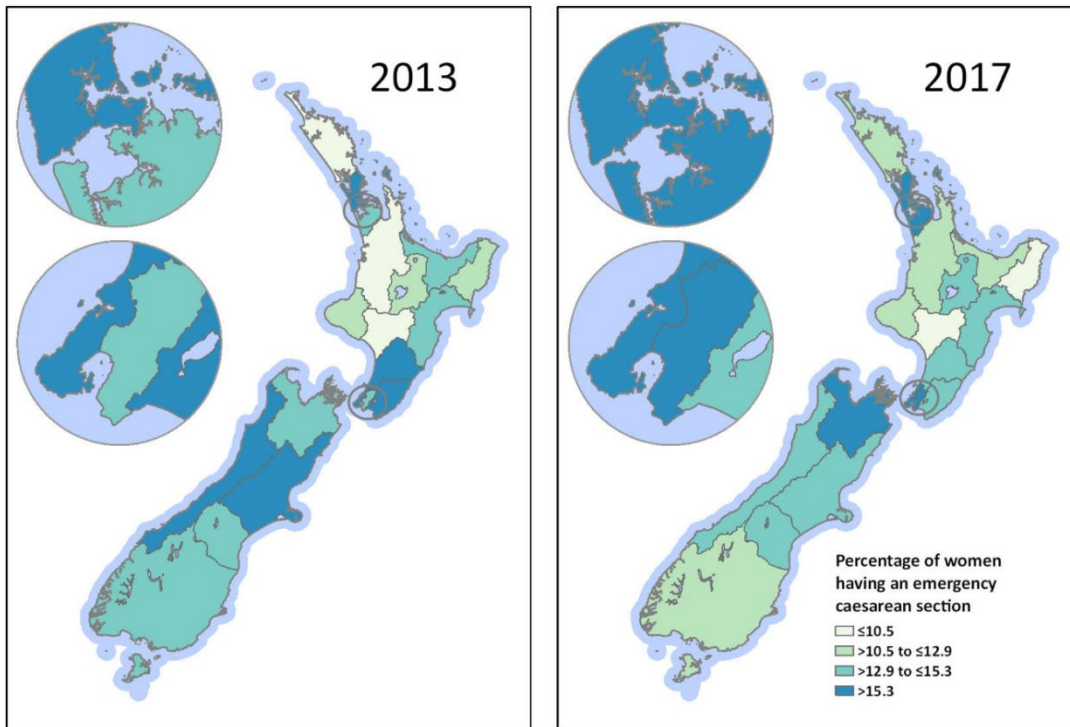 2013
2017
Percentage of women
having an emergency
caesarean section
≤10.5
>10.5 to ≤12.9
>12.9 to ≤15.3
>15.3